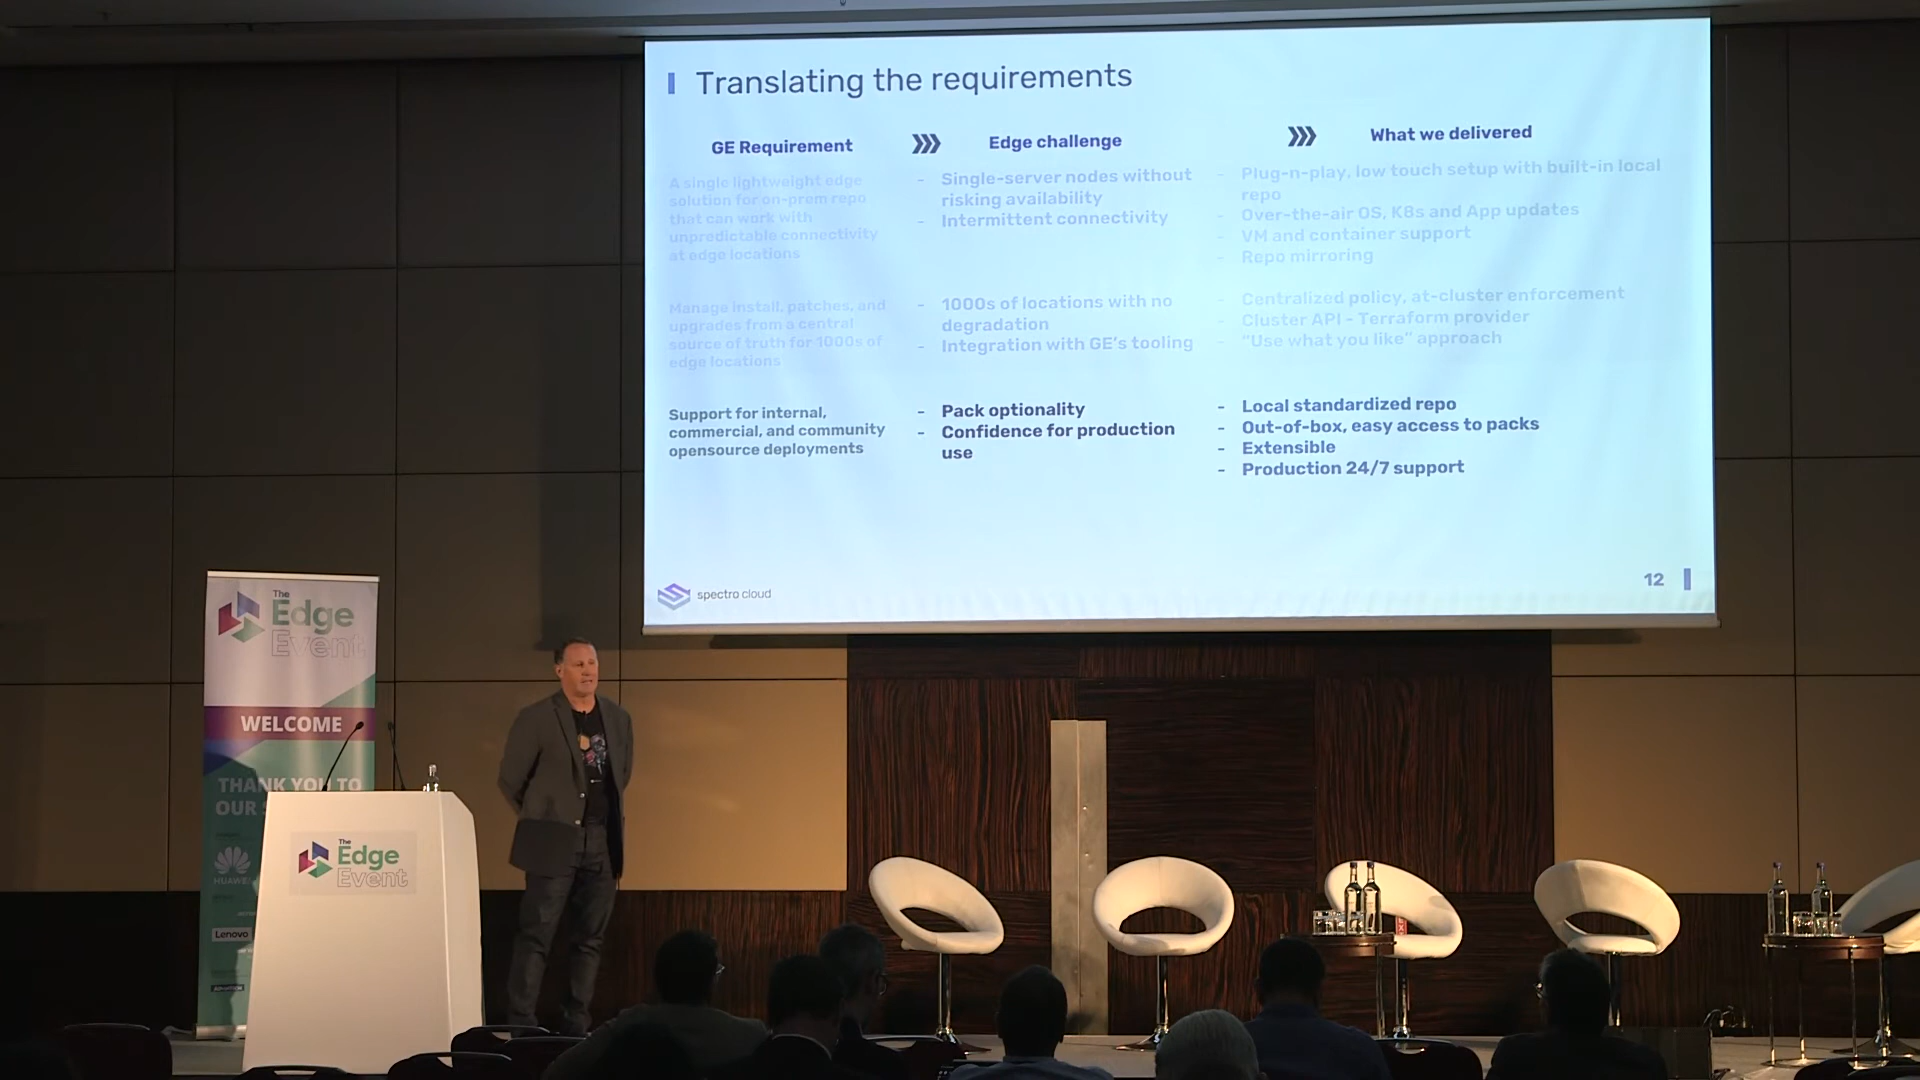 Translating the requirements
GE Requirement
Edge challenge
What we delivered
A single lightweight edge
solution for on-prem repo
that can work with
unpredictable connectivity
at edge locations
- Single-server nodes without
risking availability
- Intermittent connectivity
- Plug-n-play, low touch setup with built-in local
repo
- Over-the-air OS, K8s and App updates
- VM and container support
- Repo mirroring
Manage Install, patches, and
upgrades from a central
source of truth for 1000s of
edge locations
- 1000s of locations with no
degradation
- Integration with GE's tooling
- Centralized policy, at-cluster enforcement
- Cluster API - Terraform provider
- "Use what you like" approach
Support for internal,
commercial, and community
opensource deployments
- Pack optionality
- Confidence for production
use
- Local standardized repo
- Out-of-box, easy access to packs
- Extensible
- Production 24/7 support
spectro cloud
12
The
Edge
Event
WELCOME
THANK YOU TO
OUR
HUAWEI
Lenovo
The
Edge
Event